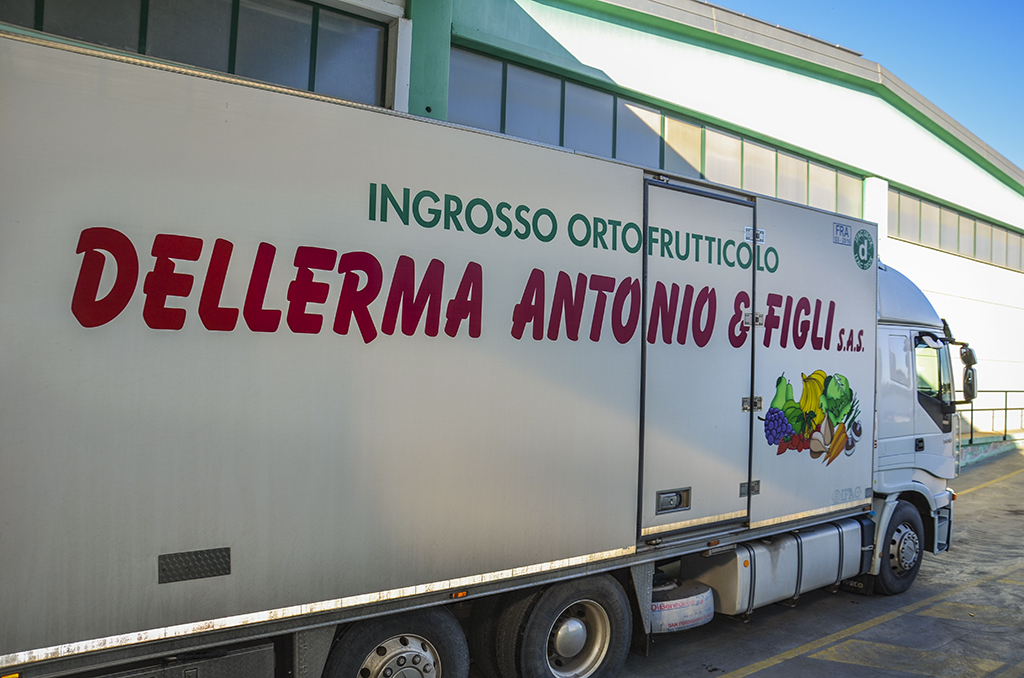 INGROSSO ORTOFRUTTICOLO
DELLERMA ANTONIO & FIGLI S.A.S.
FRA
d